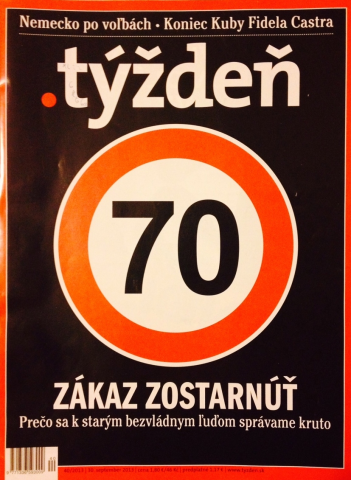 Nemecko po voľbách • Koniec Kuby Fidela Castra
.týždeň
70
ZÁKAZ ZOSTARNÚŤ
Prečo sa k starým bezvládnym ľuďom správame kruto